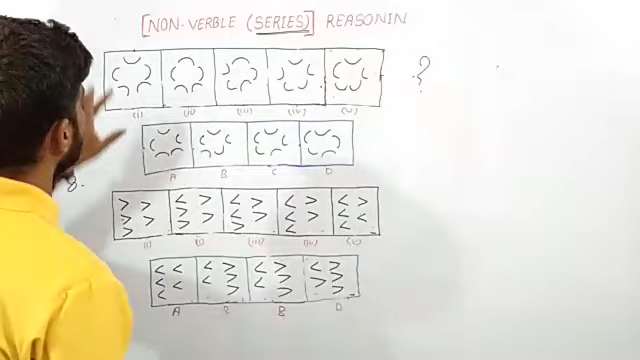 [NON-VERBLE (SERIES)] REASONIN
?
(i) (ii) (iii) (iv) (v)
A B C D
8.
(i) (ii) (iii) (iv) (v)
A B B D